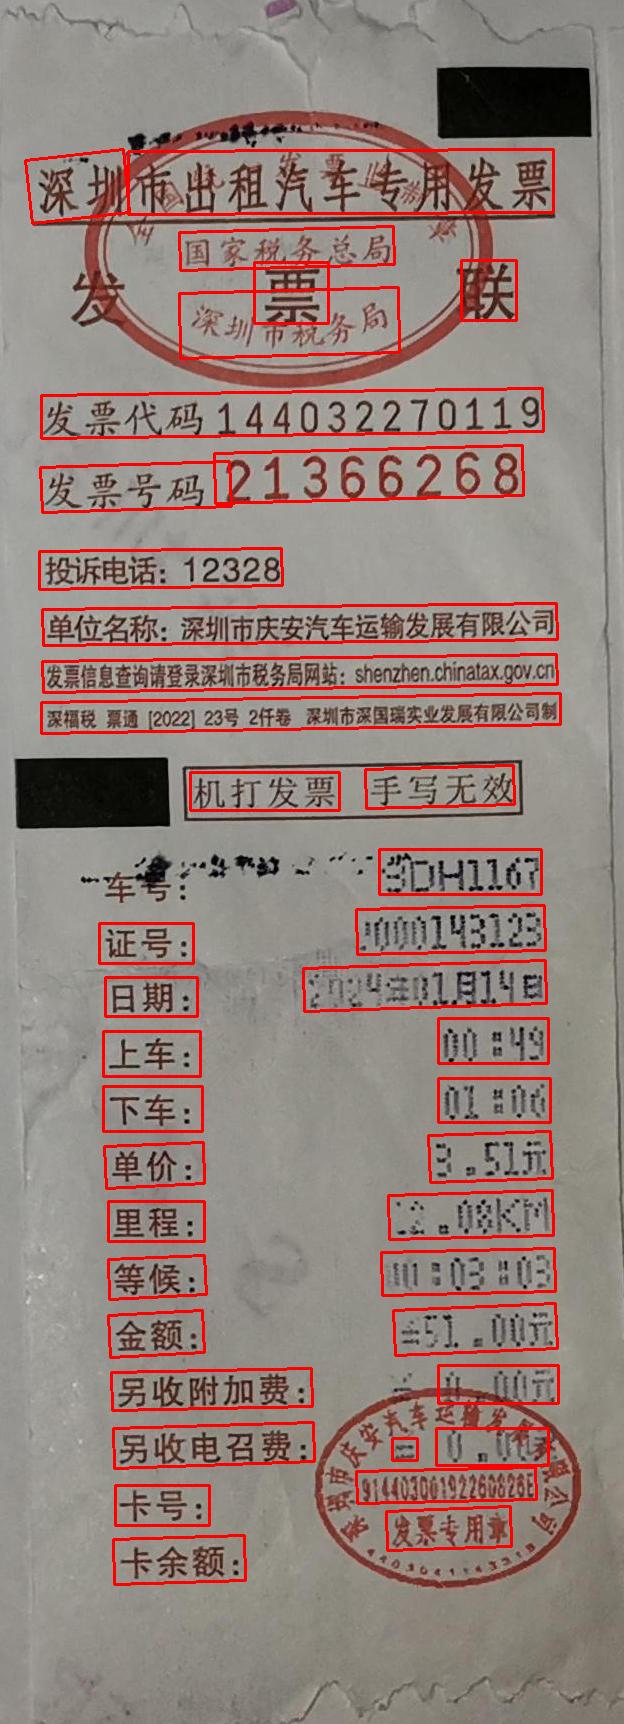 深圳市出租汽车专用发票
国家税务总局
发票联
深圳市税务局
发票代码 144032270119
发票号码 21366268
投诉电话: 12328
单位名称: 深圳市庆安汽车运输发展有限公司
发票信息查询请登录深圳市税务局网站: shenzhen.chinatax.gov.cn
深福税 票通 [2022] 23号 2仟卷 深圳市深国瑞实业发展有限公司制
机打发票 手写无效
车号: DH1167
证号: 000143123
日期: 2024年01月14日
上车: 00:49
下车: 01:06
单价: 3.51元
里程: 12.08KM
等候: 00:03:03
金额: 51.00元
另收附加费: 0.00元
另收电召费: 0.00元
卡号:
卡余额:
深圳市庆安汽车运输发展有限公司
发票专用章
4403041143318